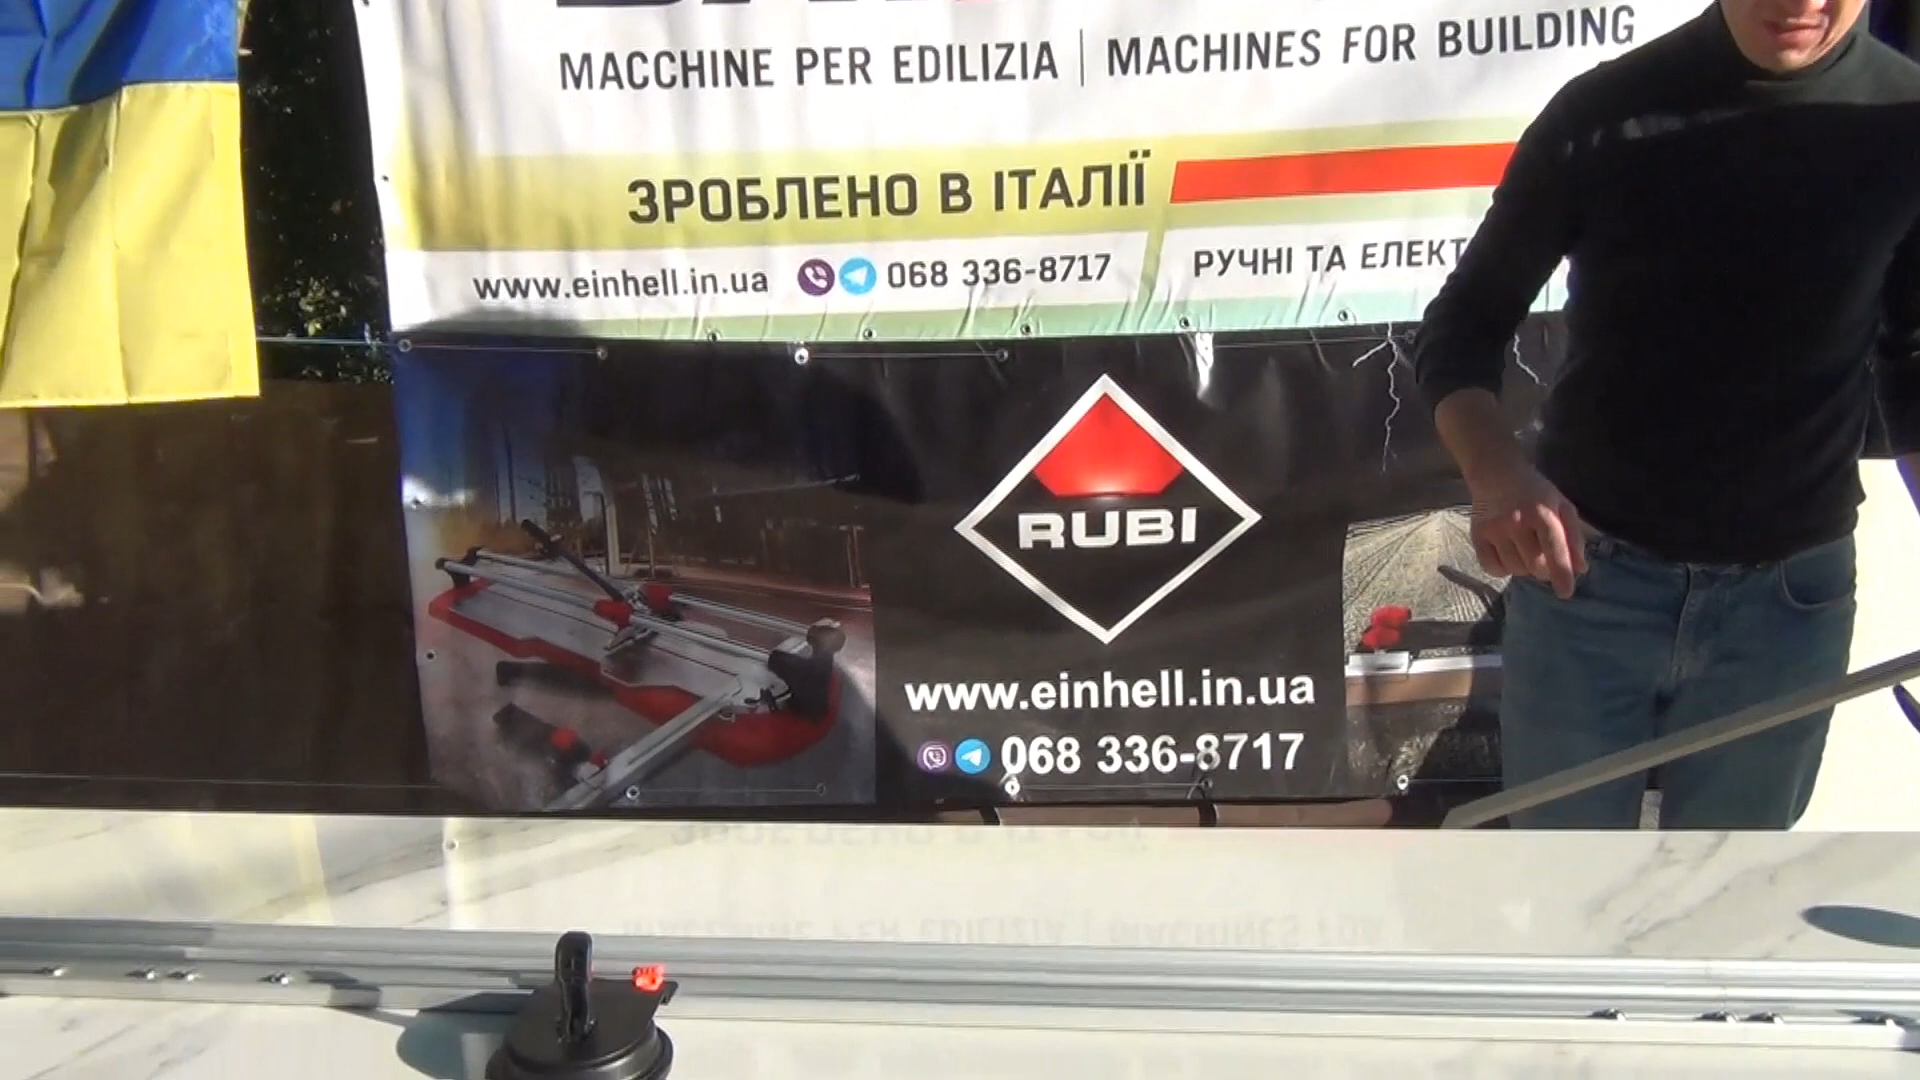 MACCHINE PER EDILIZIA | MACHINES FOR BUILDING
ЗРОБЛЕНО В ІТАЛІЇ
www.einhell.in.ua 068 336-8717 РУЧНІ ТА ЕЛЕКТ
RUBI
www.einhell.in.ua
068 336-8717